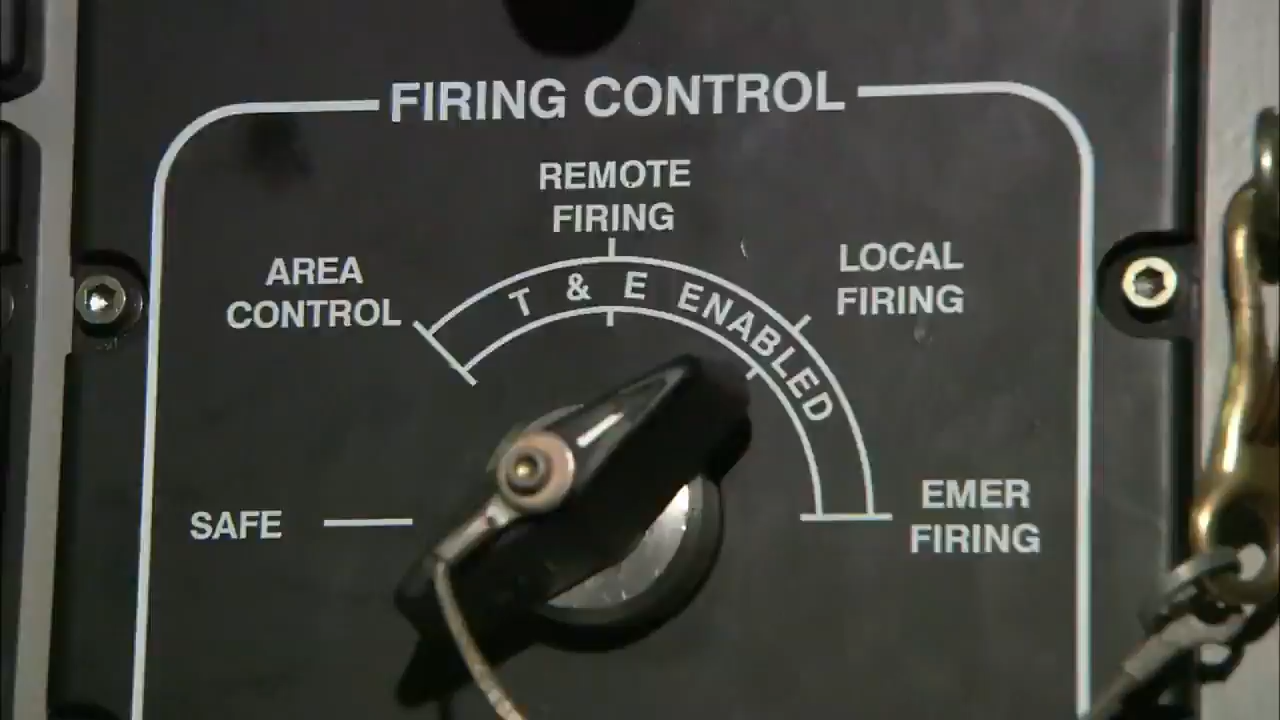 FIRING CONTROL
REMOTE
FIRING
AREA
CONTROL
LOCAL
FIRING
T & E ENABLED
SAFE
EMER
FIRING